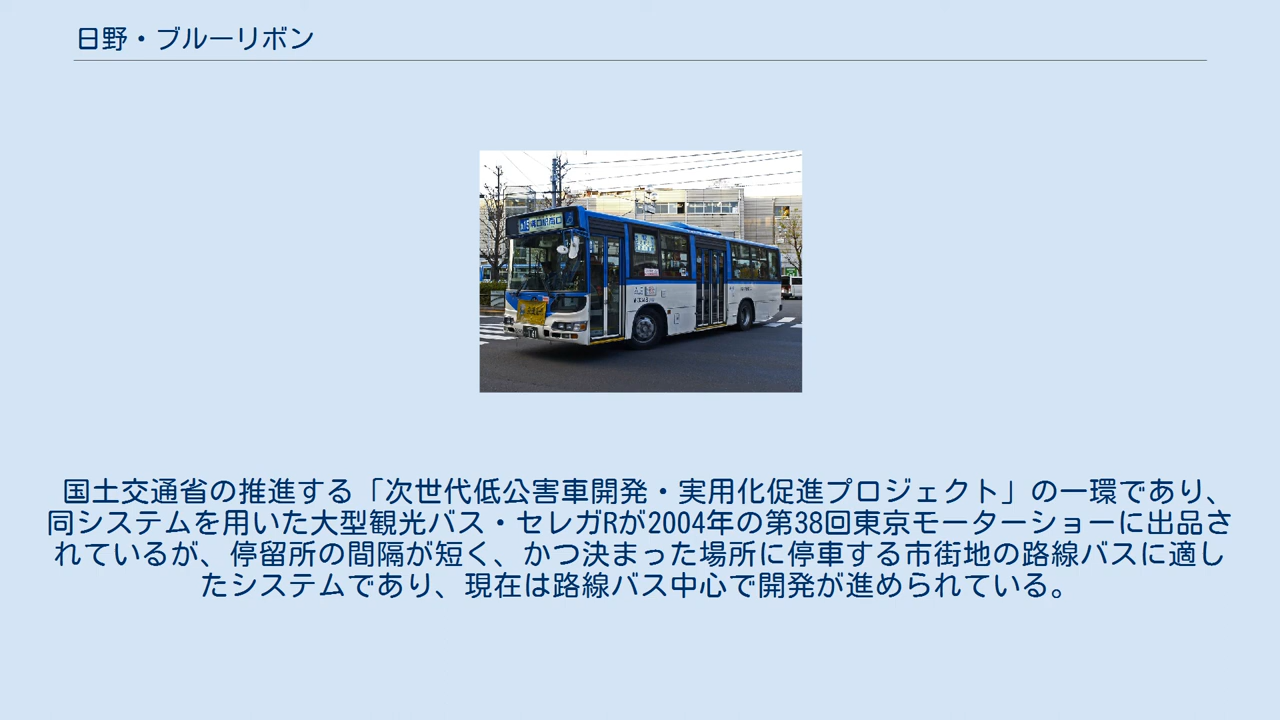 日野・ブルーリボン
国土交通省の推進する「次世代低公害車開発・実用化促進プロジェクト」の一環であり、
同システムを用いた大型観光バス・セレガRが2004年の第38回東京モーターショーに出品さ
れているが、停留所の間隔が短く、かつ決まった場所に停車する市街地の路線バスに適し
たシステムであり、現在は路線バス中心で開発が進められている。